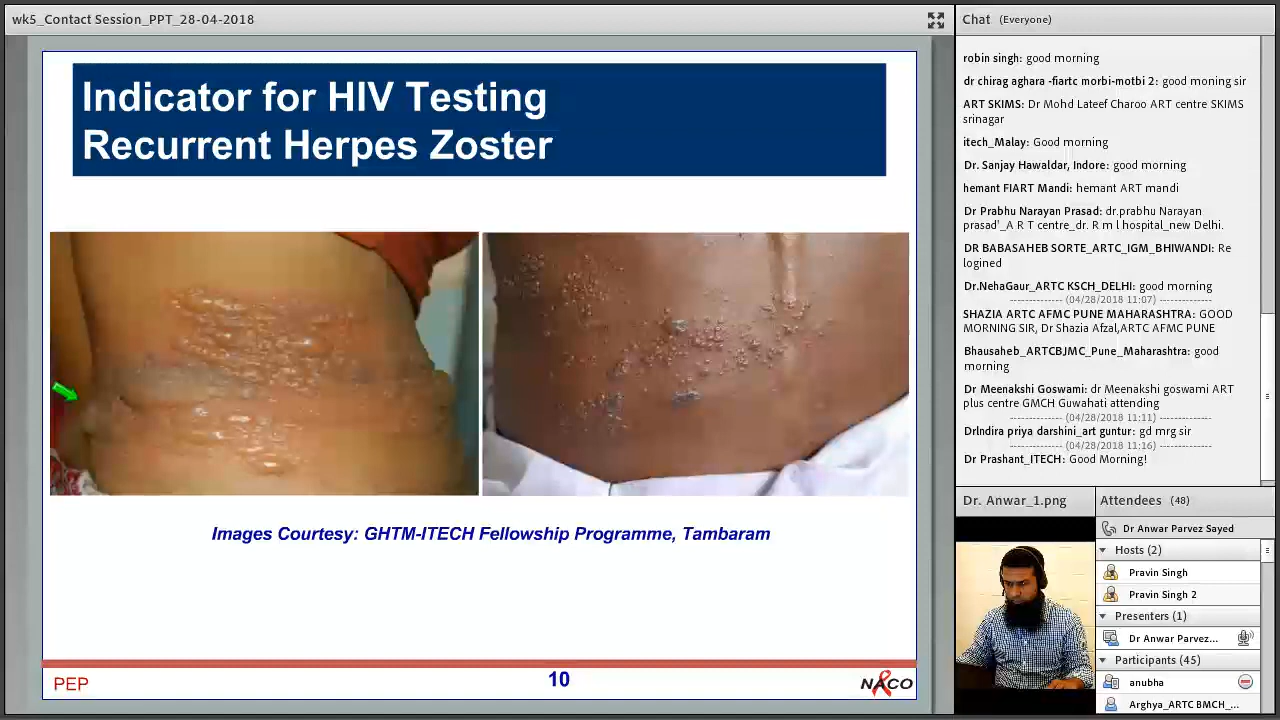 wk5_Contact Session_PPT_28-04-2018
Indicator for HIV Testing
Recurrent Herpes Zoster
Images Courtesy: GHTM-ITECH Fellowship Programme, Tambaram
PEP
10
NACO
Chat (Everyone)
robin singh: good morning
dr chirag aghara -fiartc morbi-motbi 2: good moning sir
ART SKIMS: Dr Mohd Lateef Charoo ART centre SKIMS
srinagar
itech_Malay: Good morning
Dr. Sanjay Hawaldar, Indore: good morning
hemant FIART Mandi: hemant ART mandi
Dr Prabhu Narayan Prasad: dr.prabhu Narayan
prasad'_A R T centre_dr. R m l hospital_new Delhi.
DR BABASAHEB SORTE_ARTC_IGM_BHIWANDI: Re
logined
Dr.NehaGaur_ARTC KSCH_DELHI: good morning
-------------- (04/28/2018 11:07) --------------
SHAZIA ARTC AFMC PUNE MAHARASHTRA: GOOD
MORNING SIR, Dr Shazia Afzal,ARTC AFMC PUNE
Bhausaheb_ARTCBJMC_Pune_Maharashtra: good
morning
Dr Meenakshi Goswami: dr Meenakshi goswami ART
plus centre GMCH Guwahati attending
-------------- (04/28/2018 11:11) --------------
DrIndira priya darshini_art guntur: gd mrg sir
-------------- (04/28/2018 11:16) --------------
Dr Prashant_ITECH: Good Morning!
Dr. Anwar_1.png
Attendees (48)
Dr Anwar Parvez Sayed
Hosts (2)
Pravin Singh
Pravin Singh 2
Presenters (1)
Dr Anwar Parvez...
Participants (45)
anubha
Arghya_ARTC BMCH_...